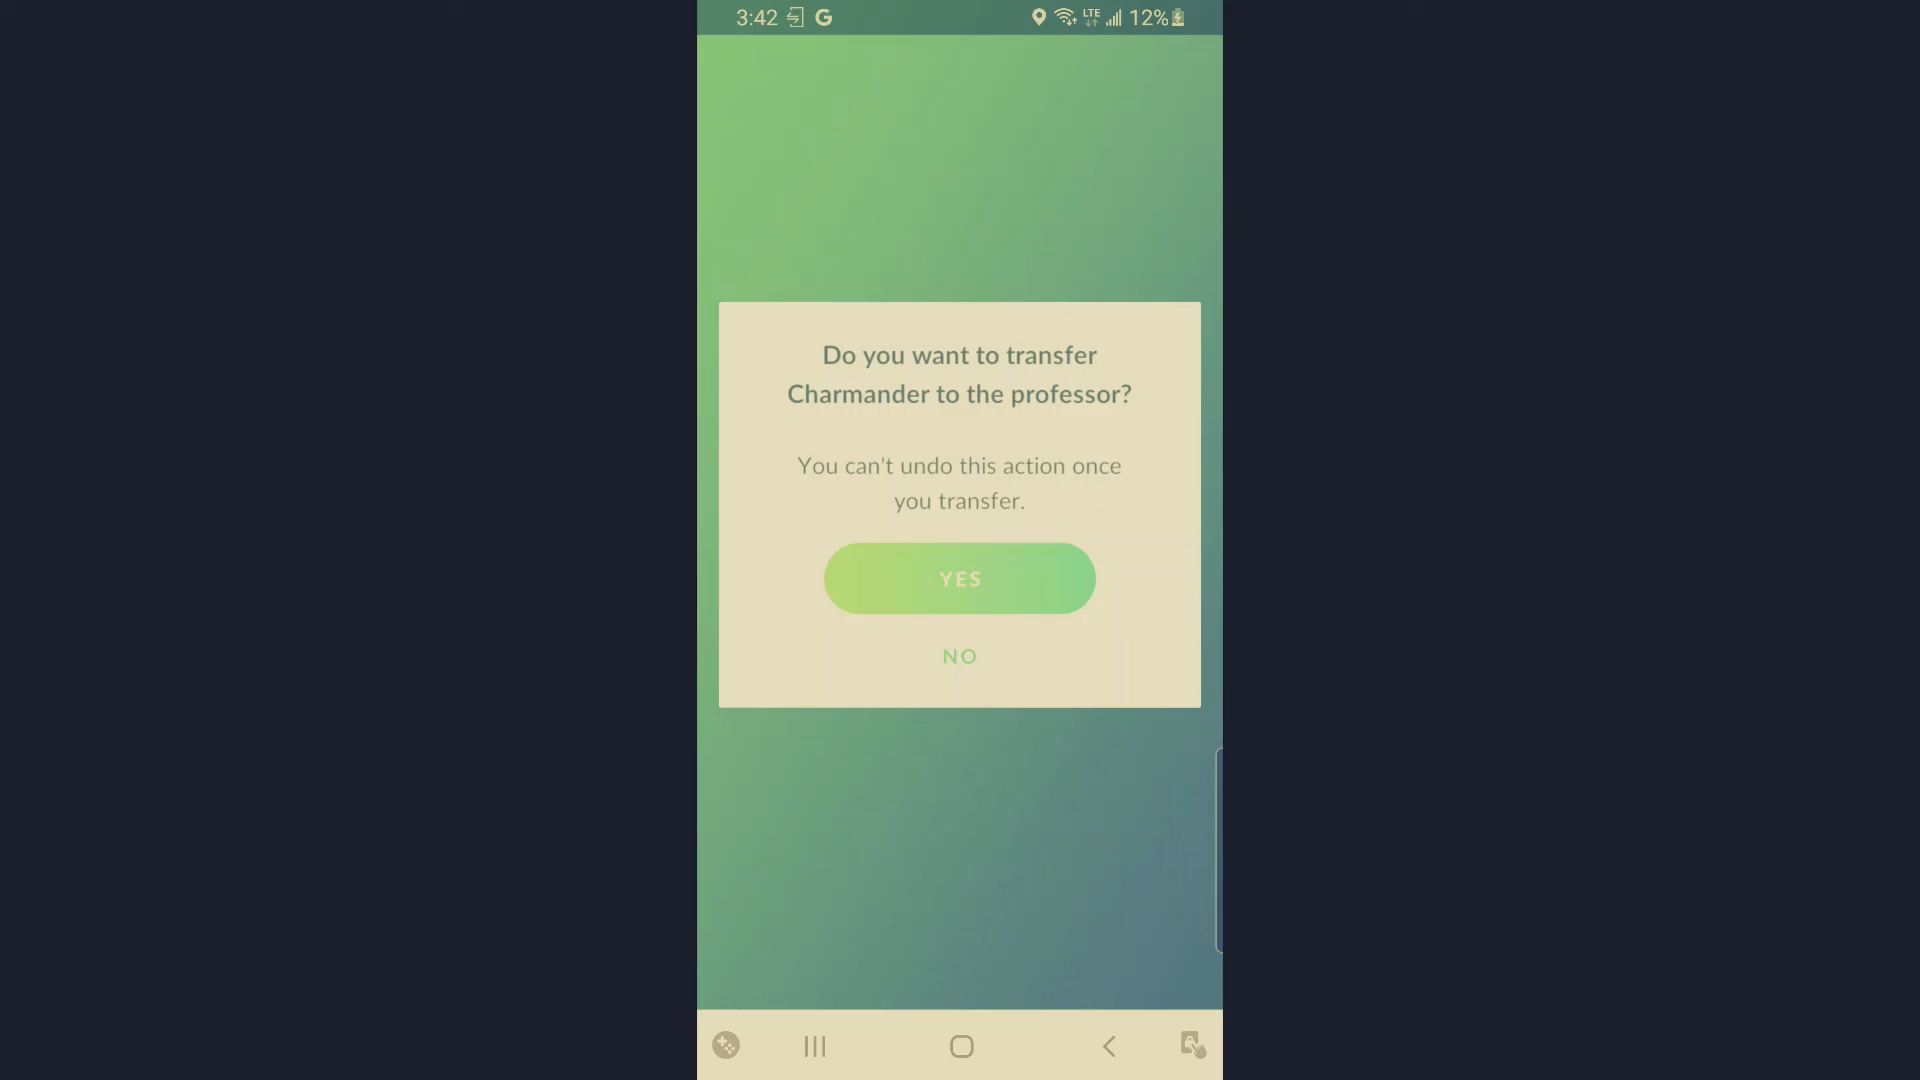 3:42 G LTE 12%
Do you want to transfer
Charmander to the professor?
You can't undo this action once
you transfer.
YES
NO